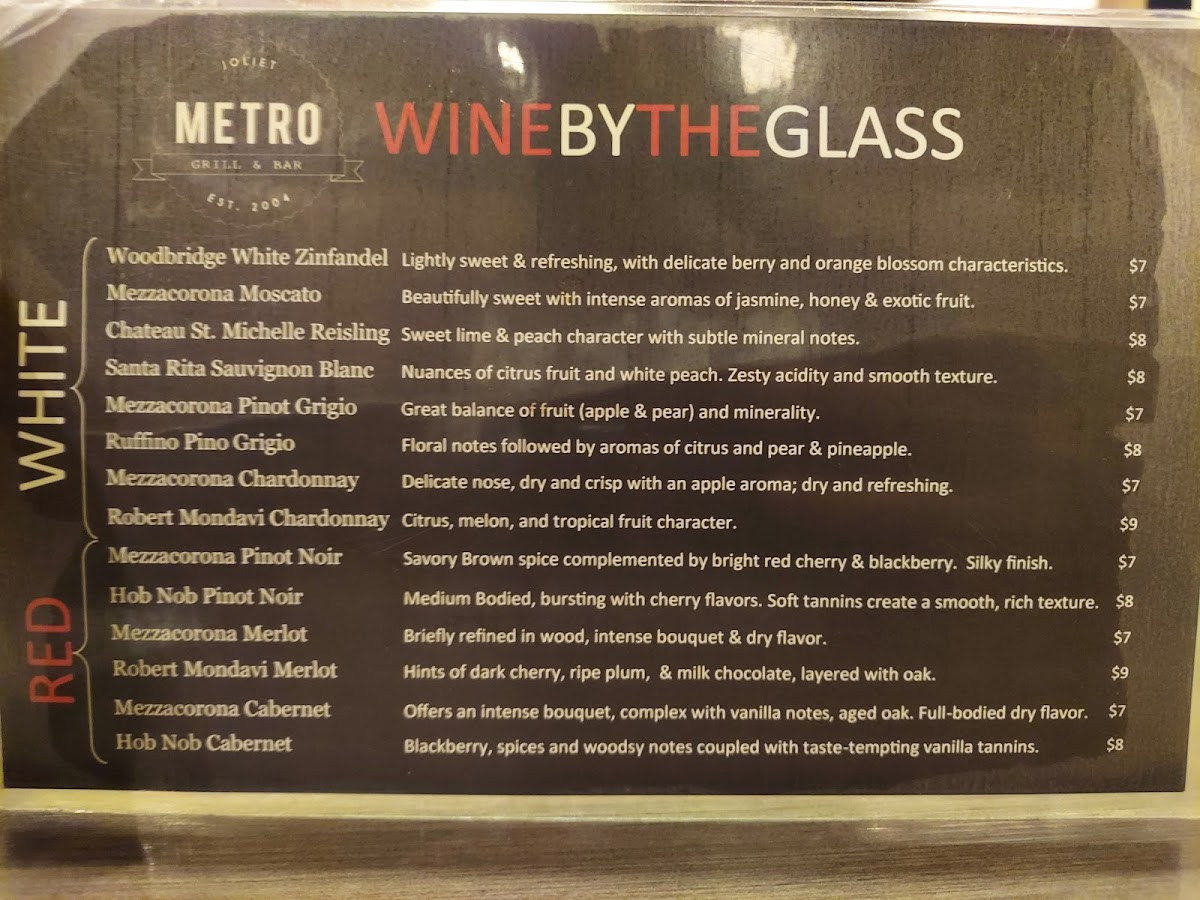 JOLIET
METRO
GRILL & BAR
EST. 2004
WINEBYTHEGLASS
WHITE
Woodbridge White Zinfandel Lightly sweet & refreshing, with delicate berry and orange blossom characteristics. $7
Mezzacorona Moscato Beautifully sweet with intense aromas of jasmine, honey & exotic fruit. $7
Chateau St. Michelle Reisling Sweet lime & peach character with subtle mineral notes. $8
Santa Rita Sauvignon Blanc Nuances of citrus fruit and white peach. Zesty acidity and smooth texture. $8
Mezzacorona Pinot Grigio Great balance of fruit (apple & pear) and minerality. $7
Ruffino Pino Grigio Floral notes followed by aromas of citrus and pear & pineapple. $8
Mezzacorona Chardonnay Delicate nose, dry and crisp with an apple aroma; dry and refreshing. $7
Robert Mondavi Chardonnay Citrus, melon, and tropical fruit character. $9
RED
Mezzacorona Pinot Noir Savory Brown spice complemented by bright red cherry & blackberry. Silky finish. $7
Hob Nob Pinot Noir Medium Bodied, bursting with cherry flavors. Soft tannins create a smooth, rich texture. $8
Mezzacorona Merlot Briefly refined in wood, intense bouquet & dry flavor. $7
Robert Mondavi Merlot Hints of dark cherry, ripe plum, & milk chocolate, layered with oak. $9
Mezzacorona Cabernet Offers an intense bouquet, complex with vanilla notes, aged oak. Full-bodied dry flavor. $7
Hob Nob Cabernet Blackberry, spices and woodsy notes coupled with taste-tempting vanilla tannins. $8